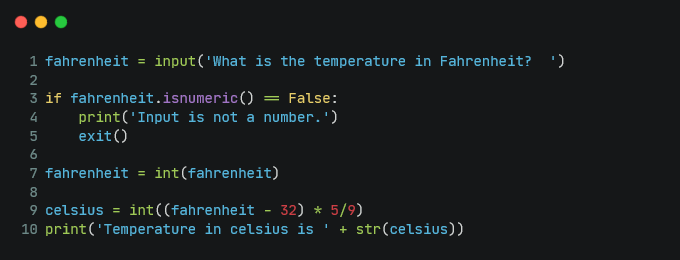 1 fahrenheit = input('What is the temperature in Fahrenheit?  ')
2
3 if fahrenheit.isnumeric() == False:
4     print('Input is not a number.')
5     exit()
6
7 fahrenheit = int(fahrenheit)
8
9 celsius = int((fahrenheit - 32) * 5/9)
10 print('Temperature in celsius is ' + str(celsius))